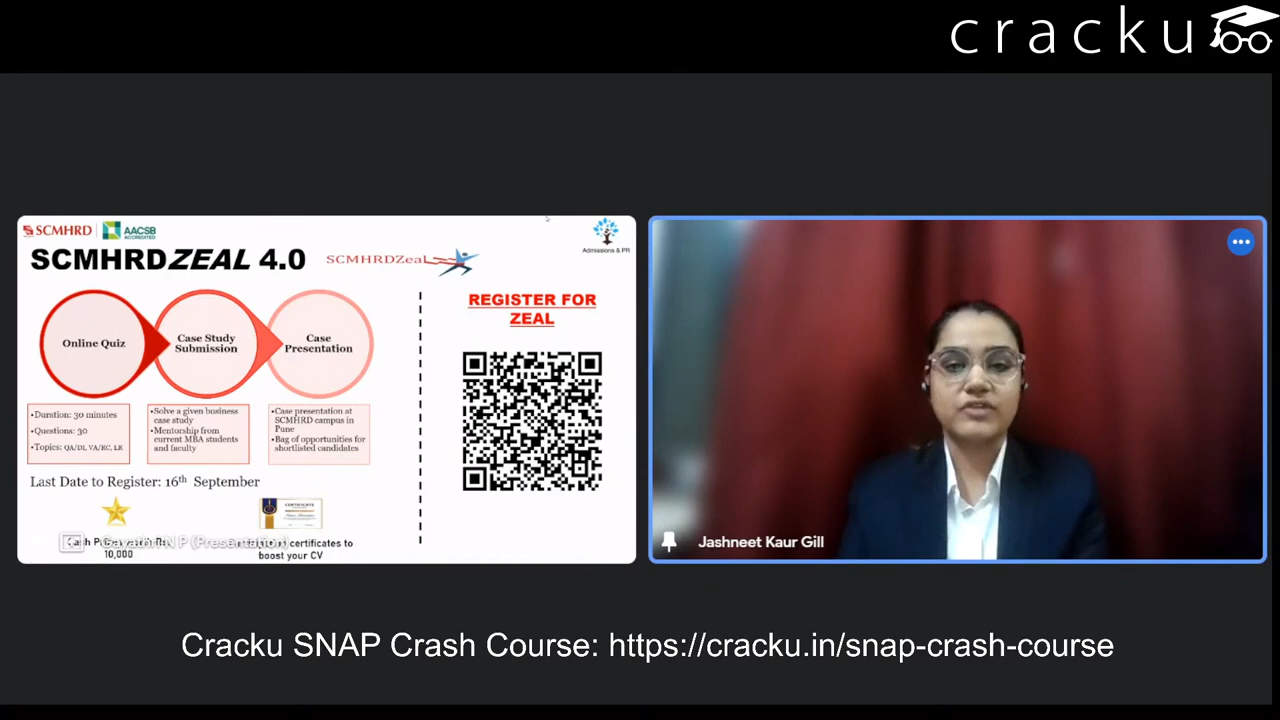 cracku
SCMHRD
AACSB
ACCREDITED
Admissions & PR
SCMHRDZEAL 4.0
SCMHRDZeal
Online Quiz
Case Study
Submission
Case
Presentation
•Duration: 30 minutes
•Questions: 30
•Topics: QA/DI, VA/RC, LR
•Solve a given business
case study
•Mentorship from
current MBA students
and faculty
•Case presentation at
SCMHRD campus in
Pune
•Bag of opportunities for
shortlisted candidates
Last Date to Register: 16th September
CERTIFICATE
10,000
certificates to
boost your CV
(Presentation)
REGISTER FOR
ZEAL
Jashneet Kaur Gill
Cracku SNAP Crash Course: https://cracku.in/snap-crash-course